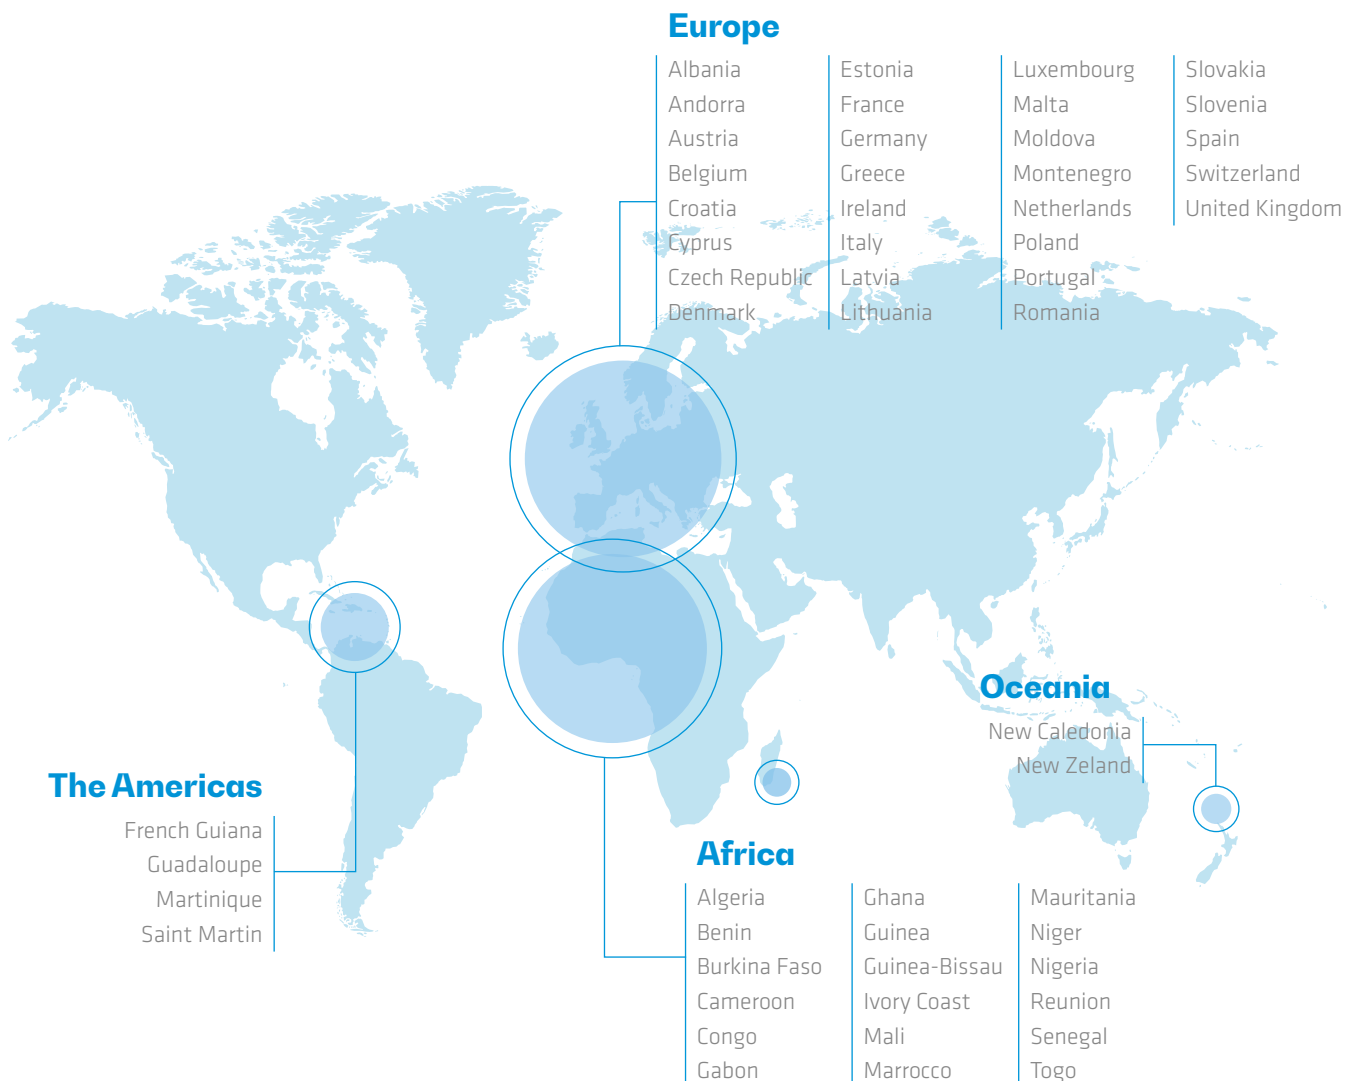 Europe
Albania
Andorra
Austria
Belgium
Croatia
Cyprus
Czech Republic
Denmark
Estonia
France
Germany
Greece
Ireland
Italy
Latvia
Lithuania
Luxembourg
Malta
Moldova
Montenegro
Netherlands
Poland
Portugal
Romania
Slovakia
Slovenia
Spain
Switzerland
United Kingdom
Oceania
New Caledonia
New Zeland
The Americas
French Guiana
Guadaloupe
Martinique
Saint Martin
Africa
Algeria
Benin
Burkina Faso
Cameroon
Congo
Gabon
Ghana
Guinea
Guinea-Bissau
Ivory Coast
Mali
Marrocco
Mauritania
Niger
Nigeria
Reunion
Senegal
Togo